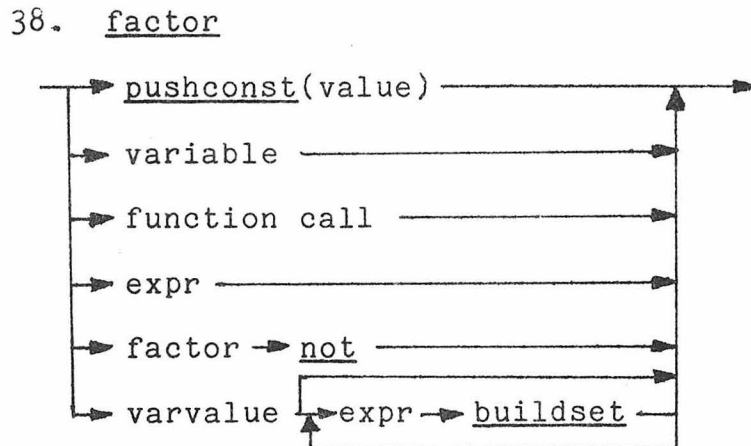 38. factor
pushconst(value)
variable
function call
expr
factor not
varvalue expr buildset